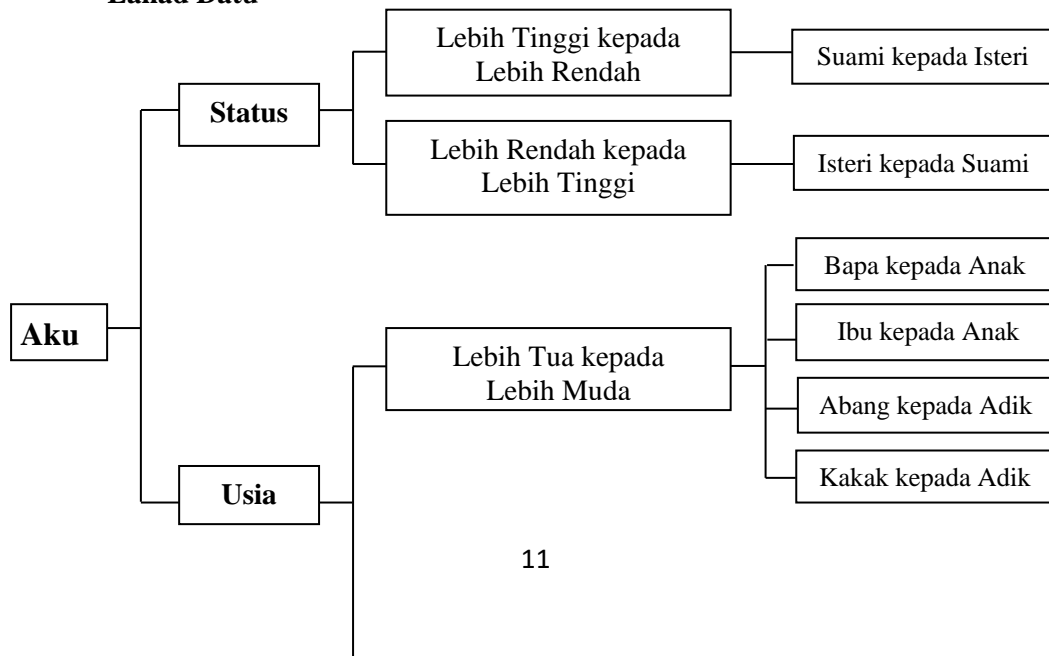 Lebih Tinggi kepada
Lebih Rendah
Suami kepada Isteri
Status
Lebih Rendah kepada
Lebih Tinggi
Isteri kepada Suami
Bapa kepada Anak
Aku
Ibu kepada Anak
Lebih Tua kepada
Lebih Muda
Abang kepada Adik
Kakak kepada Adik
Usia
11